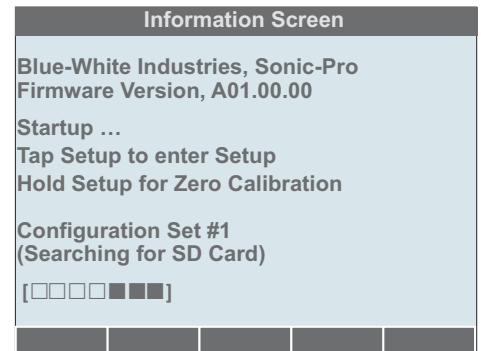 Information Screen
Blue-White Industries, Sonic-Pro
Firmware Version, A01.00.00
Startup …
Tap Setup to enter Setup
Hold Setup for Zero Calibration
Configuration Set #1
(Searching for SD Card)
[□□□□■■■]